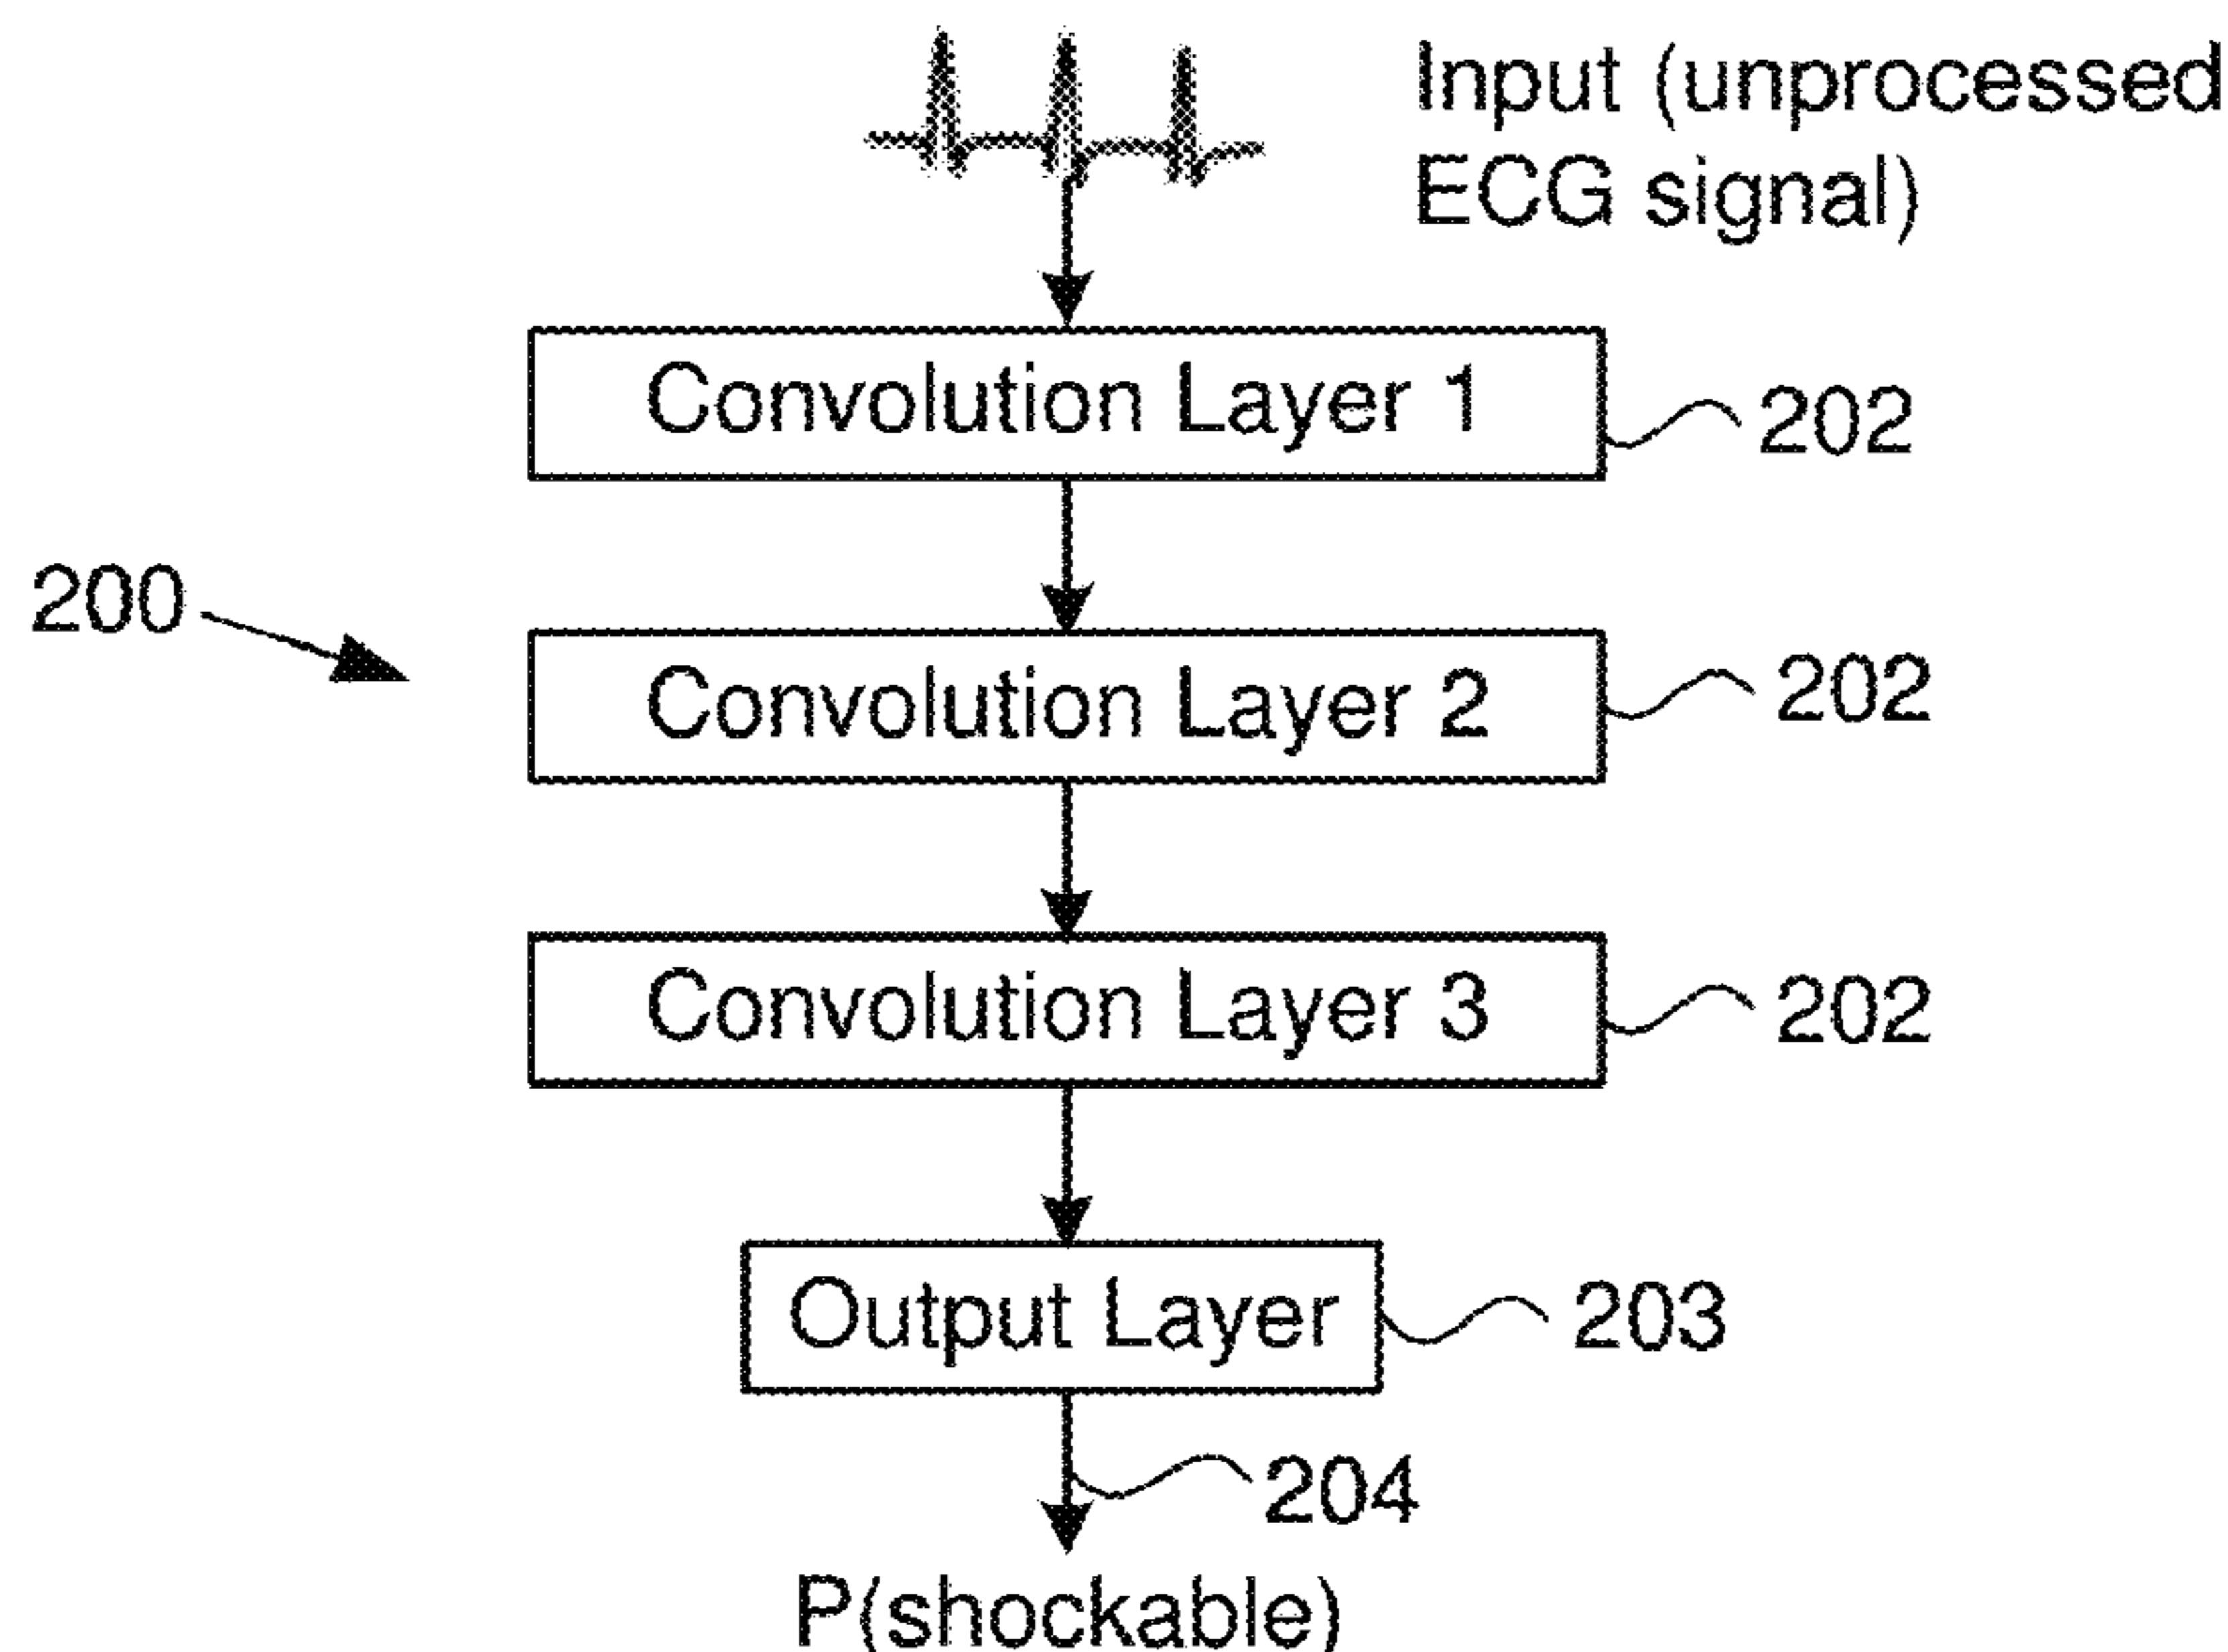 Input (unprocessed
ECG signal)
Convolution Layer 1
202
200
Convolution Layer 2
202
Convolution Layer 3
202
Output Layer
203
204
P(shockable)